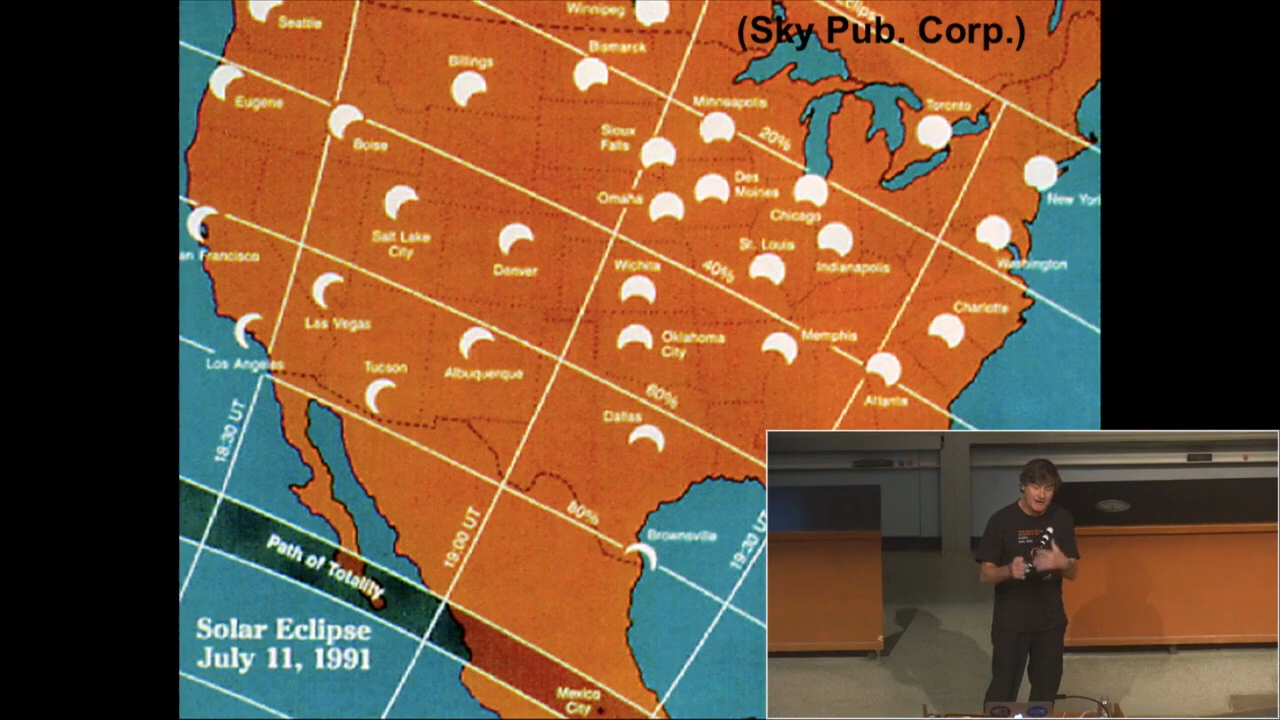 (Sky Pub. Corp.)
Eclipse
Winnipeg
Seattle
Bismarck
Billings
Eugene
Minneapolis
Toronto
20%
Sioux
Falls
Boise
Des
Moines
Omaha
New York
Chicago
Salt Lake
City
Denver
St. Louis
Indianapolis
Washington
an Francisco
Wichita
40%
Las Vegas
Charlotte
Oklahoma
City
Memphis
Los Angeles
Tucson
Albuquerque
60%
Atlanta
Dallas
18:30 UT
80%
Brownsville
19:00 UT
19:30 U
Path of Totality
Solar Eclipse
July 11, 1991
Mexico
City